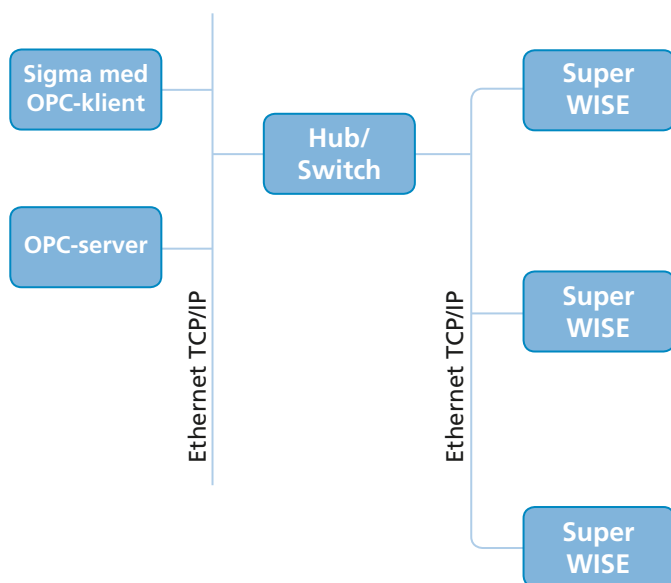 Sigma med
OPC-klient
OPC-server
Ethernet TCP/IP
Hub/
Switch
Ethernet TCP/IP
Super
WISE
Super
WISE
Super
WISE